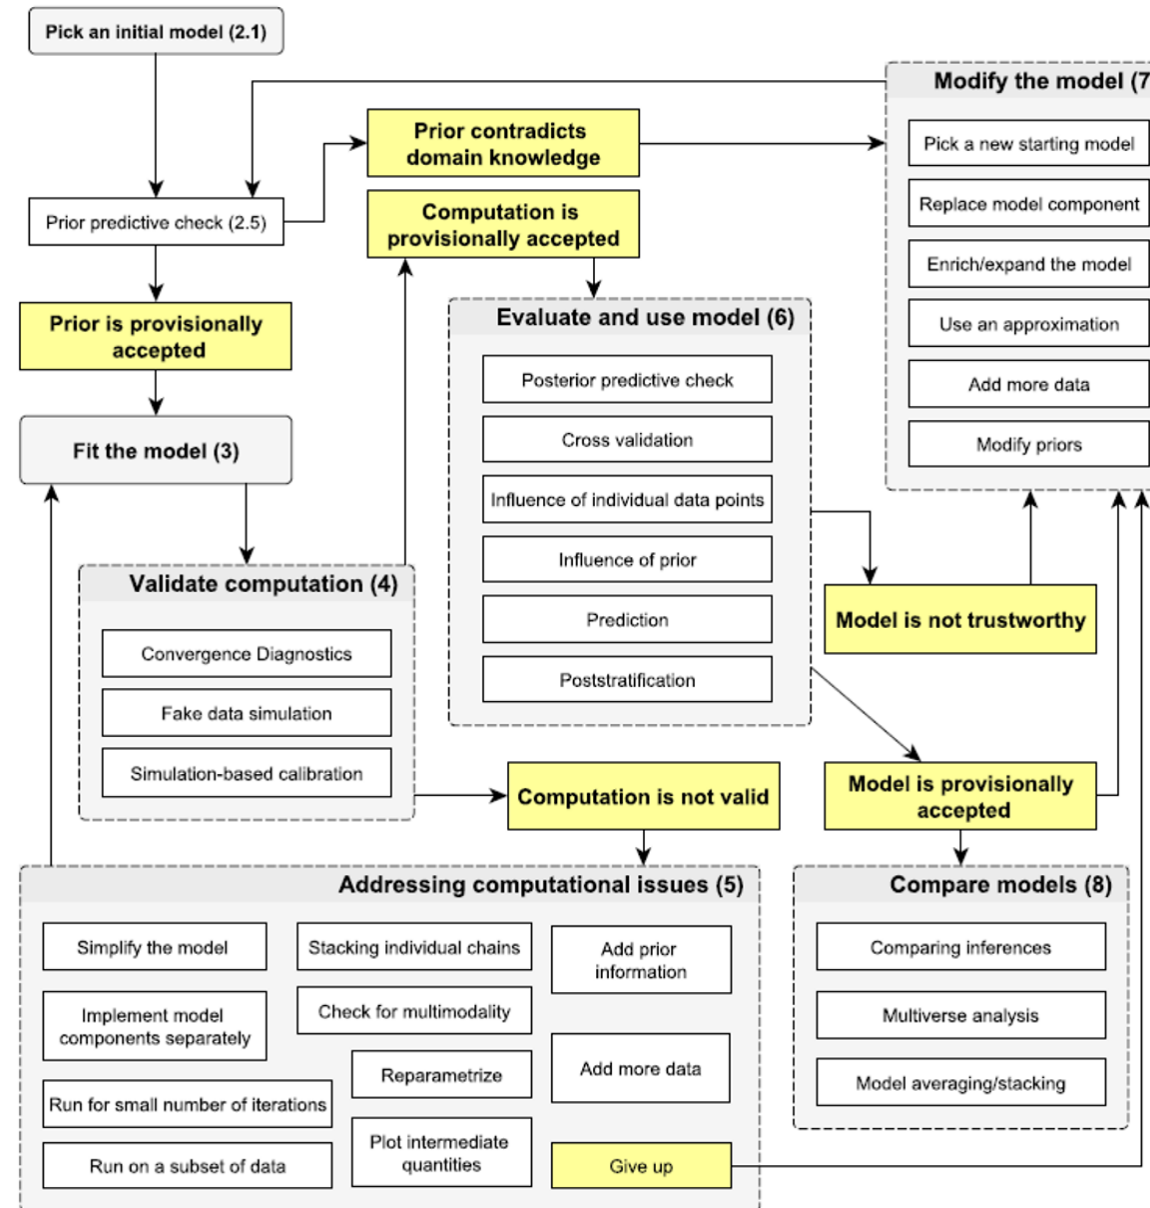 Pick an initial model (2.1)
Modify the model (7
Prior contradicts
domain knowledge
Pick a new starting model
Prior predictive check (2.5)
Computation is
provisionally accepted
Replace model component
Enrich/expand the model
Prior is provisionally
accepted
Evaluate and use model (6)
Use an approximation
Posterior predictive check
Add more data
Cross validation
Modify priors
Fit the model (3)
Influence of individual data points
Influence of prior
Validate computation (4)
Prediction
Model is not trustworthy
Convergence Diagnostics
Poststratification
Fake data simulation
Simulation-based calibration
Computation is not valid
Model is provisionally
accepted
Addressing computational issues (5)
Compare models (8)
Simplify the model
Stacking individual chains
Add prior
information
Comparing inferences
Implement model
components separately
Check for multimodality
Multiverse analysis
Reparametrize
Add more data
Model averaging/stacking
Run for small number of iterations
Plot intermediate
quantities
Run on a subset of data
Give up